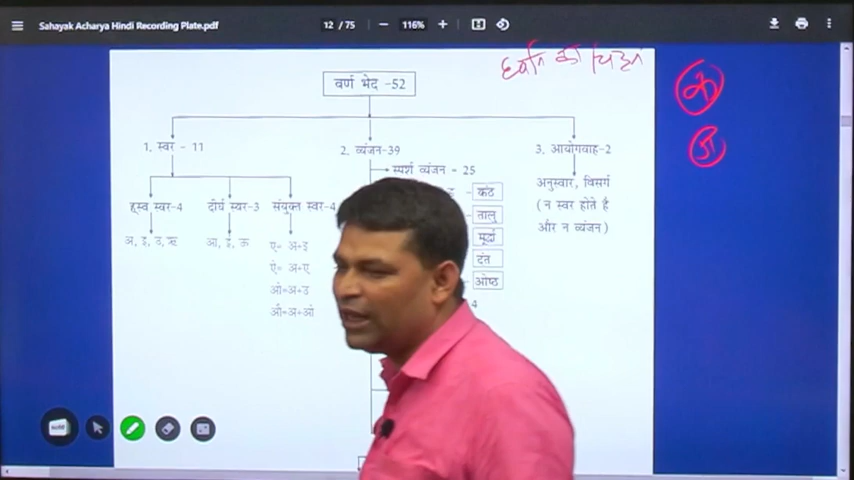 Sahayak Acharya Hindi Recording Plate.pdf
12 / 75
116%
ध्वनि का चिह्न
वर्ण भेद -52
क
अ
1. स्वर - 11
2. व्यंजन-39
3. आयोगवाह-2
स्पर्श व्यंजन - 25
अनुस्वार, विसर्ग
(न स्वर होते है
और न व्यंजन)
ह्स्व स्वर-4
दीर्घ स्वर-3
संयुक्त स्वर-4
अ, इ, उ, ऋ
आ, ई, ऊ
ए= अ+इ
ऐ= अ+ए
ओ=अ+उ
औ=अ+ओ
- कंठ
तालु
मूर्द्धा
दंत
ओष्ठ
4